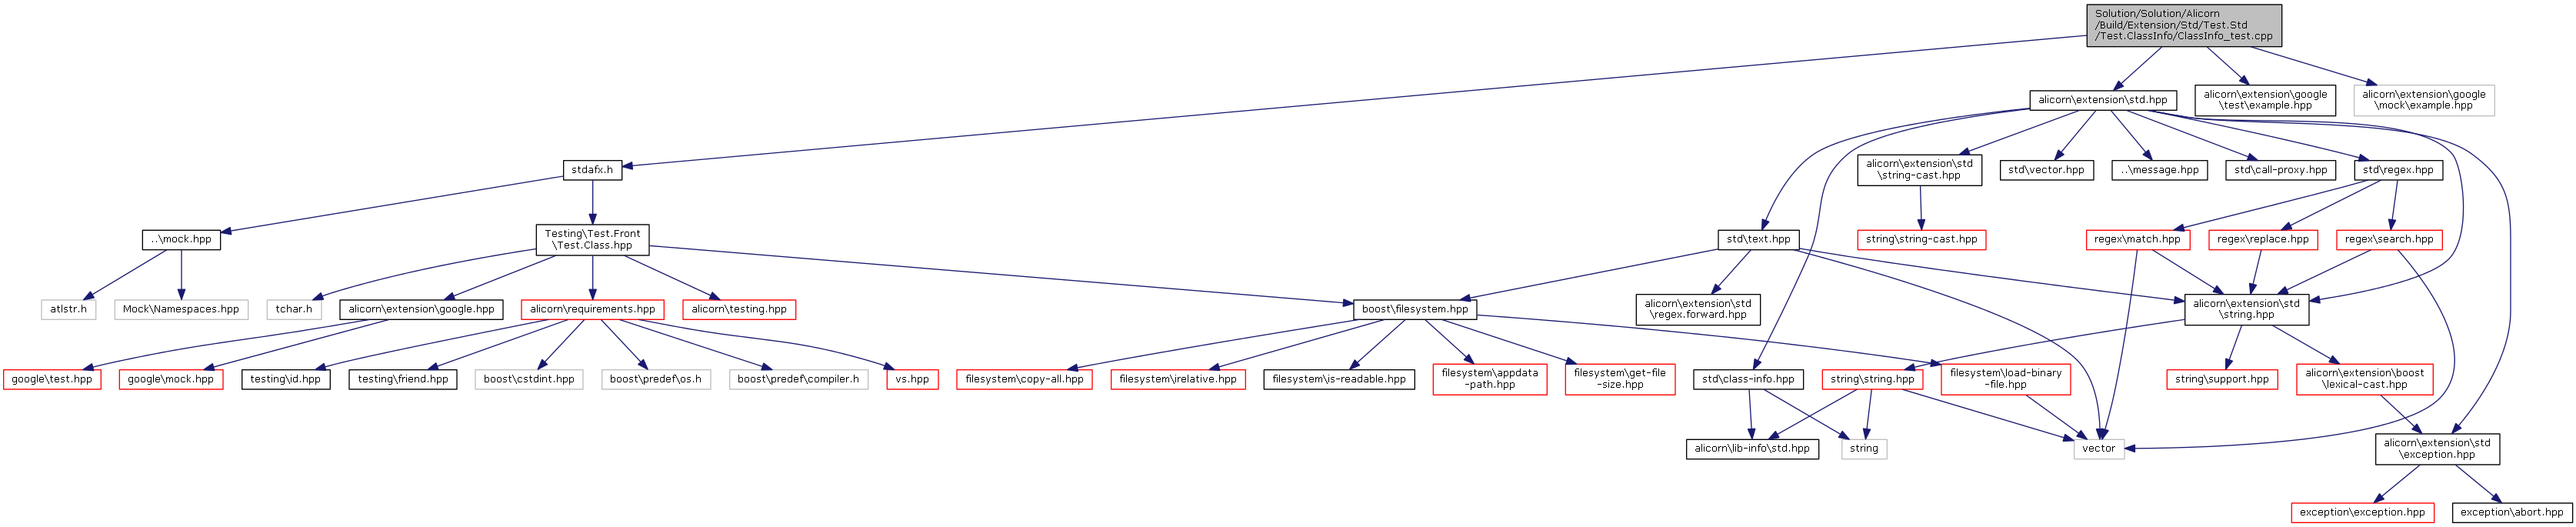 Solution/Solution/Alicorn
/Build/Extension/Std/Test.Std
/Test.ClassInfo/ClassInfo_test.cpp
alicorn\extension\std.hpp
alicorn\extension\google
\test\example.hpp
alicorn\extension\google
\mock\example.hpp
stdafx.h
alicorn\extension\std
\string-cast.hpp
std\vector.hpp
..\message.hpp
std\call-proxy.hpp
std\regex.hpp
..\mock.hpp
Testing\Test.Front
\Test.Class.hpp
std\text.hpp
string\string-cast.hpp
regex\match.hpp
regex\replace.hpp
regex\search.hpp
atlstr.h
Mock\Namespaces.hpp
tchar.h
alicorn\extension\google.hpp
alicorn\requirements.hpp
alicorn\testing.hpp
boost\filesystem.hpp
alicorn\extension\std
\regex.forward.hpp
alicorn\extension\std
\string.hpp
google\test.hpp
google\mock.hpp
testing\id.hpp
testing\friend.hpp
boost\cstdint.hpp
boost\predef\os.h
boost\predef\compiler.h
vs.hpp
filesystem\copy-all.hpp
filesystem\irelative.hpp
filesystem\is-readable.hpp
filesystem\appdata
-path.hpp
filesystem\get-file
-size.hpp
std\class-info.hpp
string\string.hpp
filesystem\load-binary
-file.hpp
string\support.hpp
alicorn\extension\boost
\lexical-cast.hpp
alicorn\lib-info\std.hpp
string
vector
alicorn\extension\std
\exception.hpp
exception\exception.hpp
exception\abort.hpp